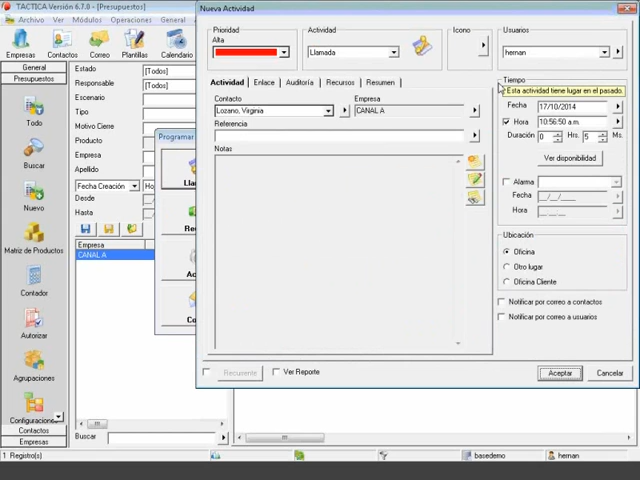 TACTICA Versión 6.7.0 - [Presupuestos]
Archivo Ver Módulos Operaciones General
Empresas Contactos Correo Plantillas Calendario
General
Presupuestos
Todo
Buscar
Nuevo
Matriz de Productos
Contador
Autorizar
Agrupaciones
Configuraciones
Contactos
Empresas
Estado [Todos]
Responsable [Todos]
Escenario
Tipo
Motivo Cierre
Producto
Empresa
Apellido
Fecha Creación
Desde
Hasta
Empresa
CANAL A
Buscar
Programar
Nueva Actividad
Prioridad
Alta
Actividad
Llamada
Icono
Usuarios
hernan
Actividad Enlace Auditoría Recursos Resumen
Contacto
Lozano, Virginia
Empresa
CANAL A
Referencia
Notas
Tiempo
Esta actividad tiene lugar en el pasado.
Fecha 17/10/2014
Hora 10:56:50 a.m.
Duración 0 Hrs. 5 Ms.
Ver disponibilidad
Alarma
Fecha __/__/____
Hora __:__:__
Ubicación
Oficina
Otro lugar
Oficina Cliente
Notificar por correo a contactos
Notificar por correo a usuarios
Recurrente
Ver Reporte
Aceptar
Cancelar
1 Registro(s)
basedemo
hernan